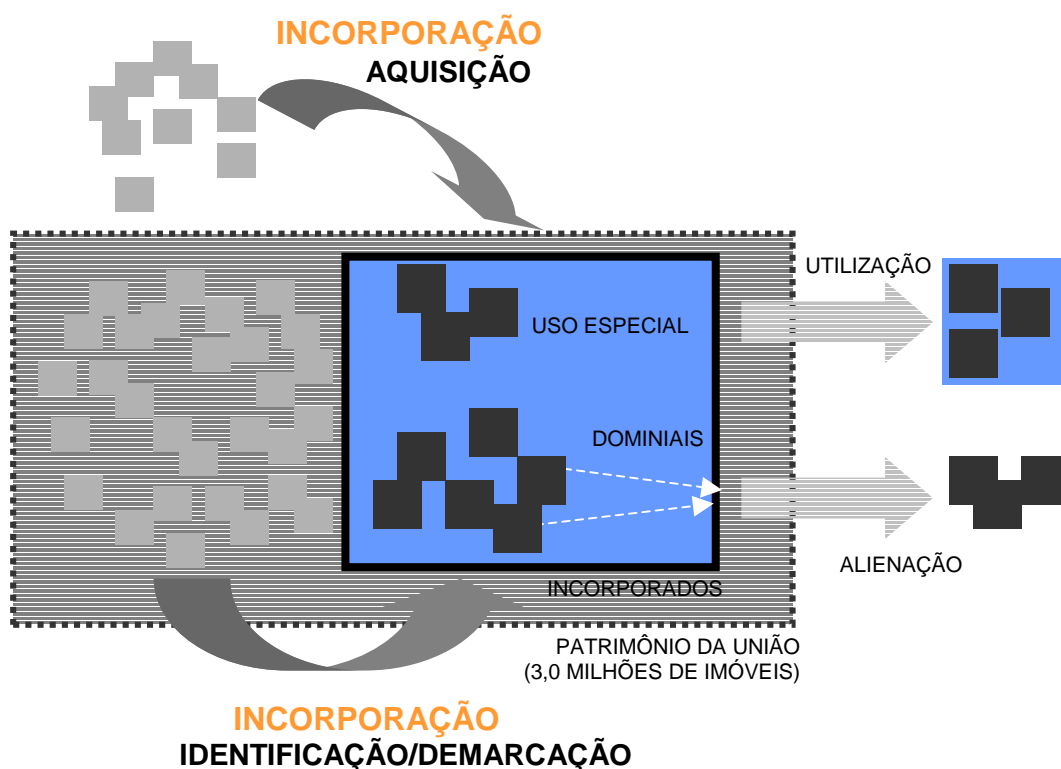 INCORPORAÇÃO
AQUISIÇÃO
UTILIZAÇÃO
USO ESPECIAL
DOMINIAIS
ALIENAÇÃO
INCORPORADOS
PATRIMÔNIO DA UNIÃO
(3,0 MILHÕES DE IMÓVEIS)
INCORPORAÇÃO
IDENTIFICAÇÃO/DEMARCAÇÃO